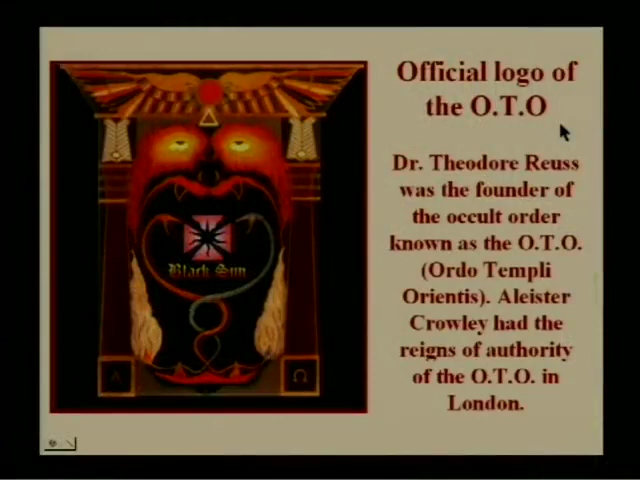 Official logo of
the O.T.O
Dr. Theodore Reuss
was the founder of
the occult order
known as the O.T.O.
(Ordo Templi
Orientis). Aleister
Crowley had the
reigns of authority
of the O.T.O. in
London.
Black Sun
A
Ω